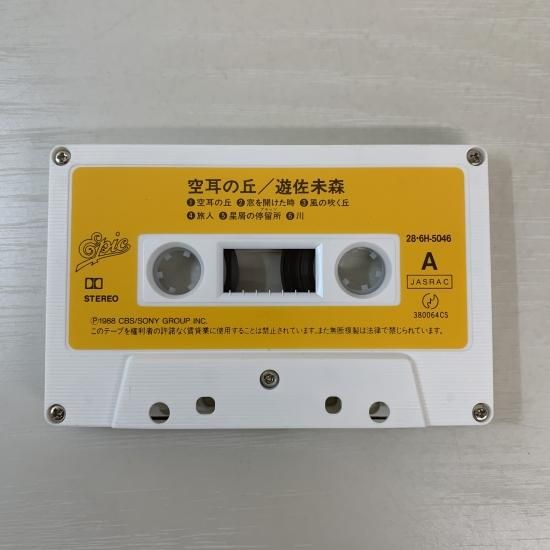 空耳の丘／遊佐未森
❶空耳の丘 ❷窓を開けた時 ❸風の吹く丘
❹旅人 ❺星屑の停留所 ❻川
Epic
28・6H-5046
A
STEREO
JASRAC
380064CS
Ⓟ1988 CBS/SONY GROUP INC.
このテープを権利者の許諾なく賃貸業に使用することは禁止されています。また無断複製は法律で禁じられています。